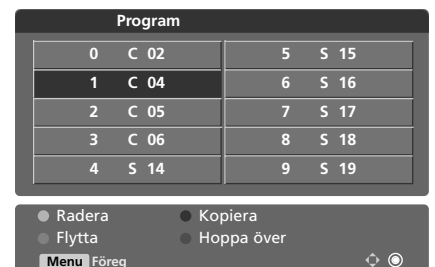 Program
0 C 02 5 S 15
1 C 04 6 S 16
2 C 05 7 S 17
3 C 06 8 S 18
4 S 14 9 S 19
Radera Kopiera
Flytta Hoppa över
Menu Föreg